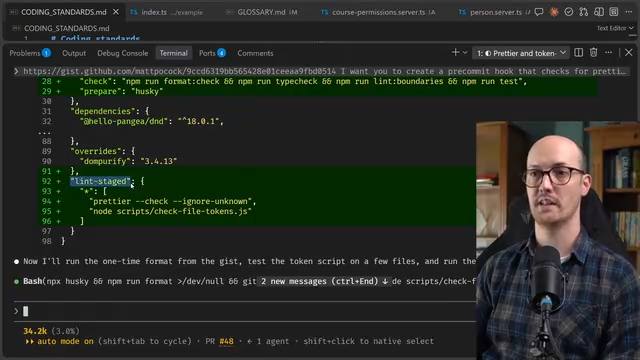 CODING_STANDARDS.md index.ts .../example GLOSSARY.md course-permissions.server.ts A person.server.ts A
CODING_STANDARDS.md
1 # Coding standards
Text Editor
Problems 1 Output Debug Console Terminal Ports 6 Comments
1: Prettier and token-
> https://gist.github.com/mattpocock/9ccd6319bb565428e01ceeaa9fbd0514 I want you to create a precommit hook that checks for pretti…
28 + "check": "npm run format:check && npm run typecheck && npm run lint:boundaries && npm run test",
29 + "prepare": "husky"
30 },
31 "dependencies": {
32 "@hello-pangea/dnd": "^18.0.1",
...
88 },
89 "overrides": {
90 "dompurify": "3.4.13"
91 + },
92 + "lint-staged": {
93 + "*": [
94 + "prettier --check --ignore-unknown",
95 + "node scripts/check-file-tokens.js"
96 + ]
97 }
98 }
● Now I'll run the one-time format from the gist, test the token script on a few files, and run the
● Bash(npx husky && npm run format >/dev/null && git 2 new messages (ctrl+End) ↓ de scripts/check-f
>
34.2k (3.0%)
⏵⏵ auto mode on (shift+tab to cycle) · PR #48 · ← 1 agent · shift+click to native select